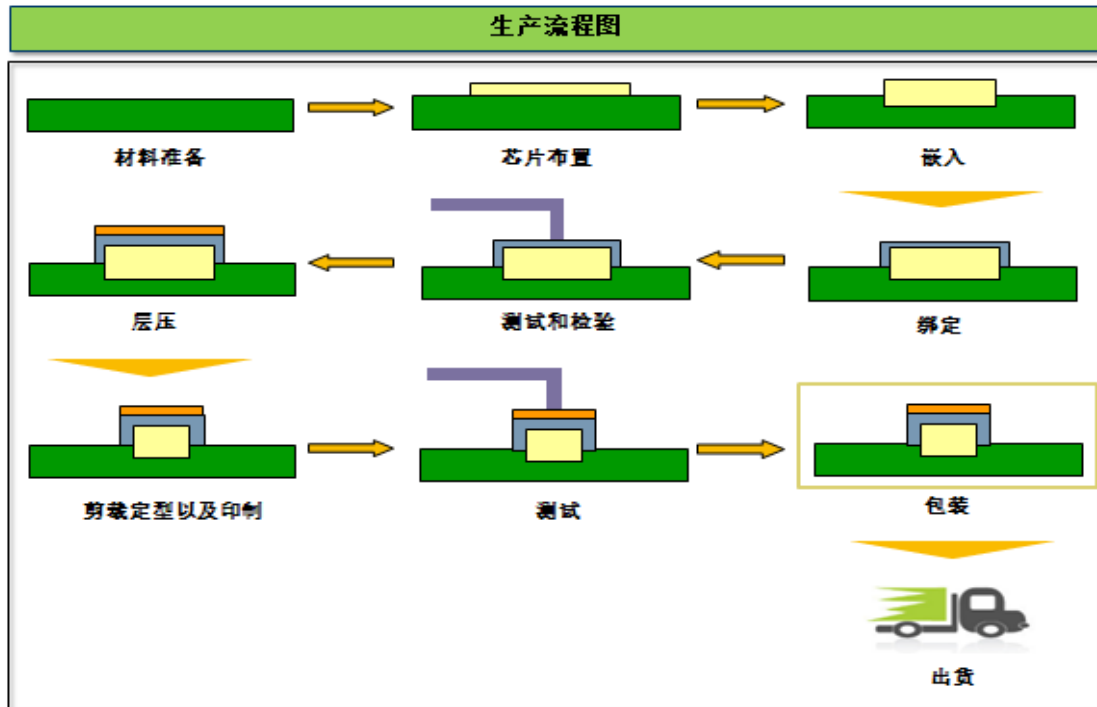 生产流程图
材料准备
芯片布置
嵌入
层压
测试和检验
绑定
剪裁定型以及印制
测试
包装
出货